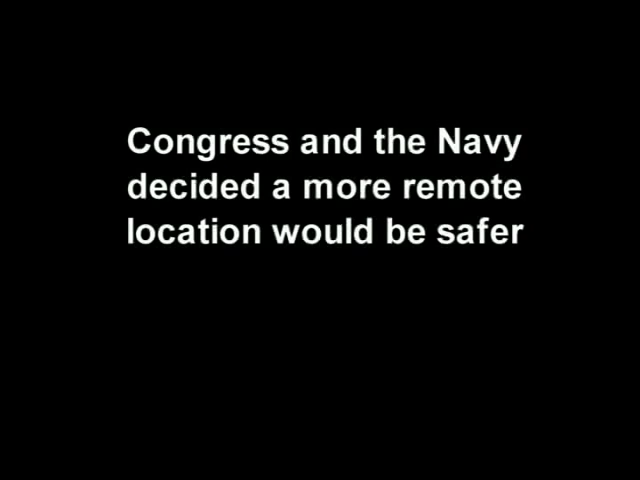 Congress and the Navy
decided a more remote
location would be safer